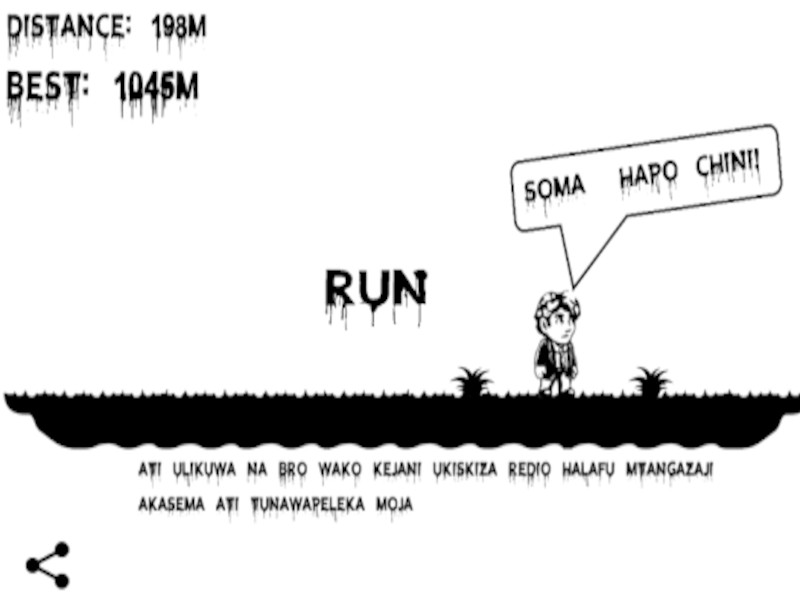 DISTANCE: 198M
BEST: 1045M
SOMA HAPO CHINI!
RUN
ATI ULIKUWA NA BRO WAKO KEJANI UKISKIZA REDIO HALAFU MTANGAZAJI
AKASEMA ATI TUNAWAPELEKA MOJA